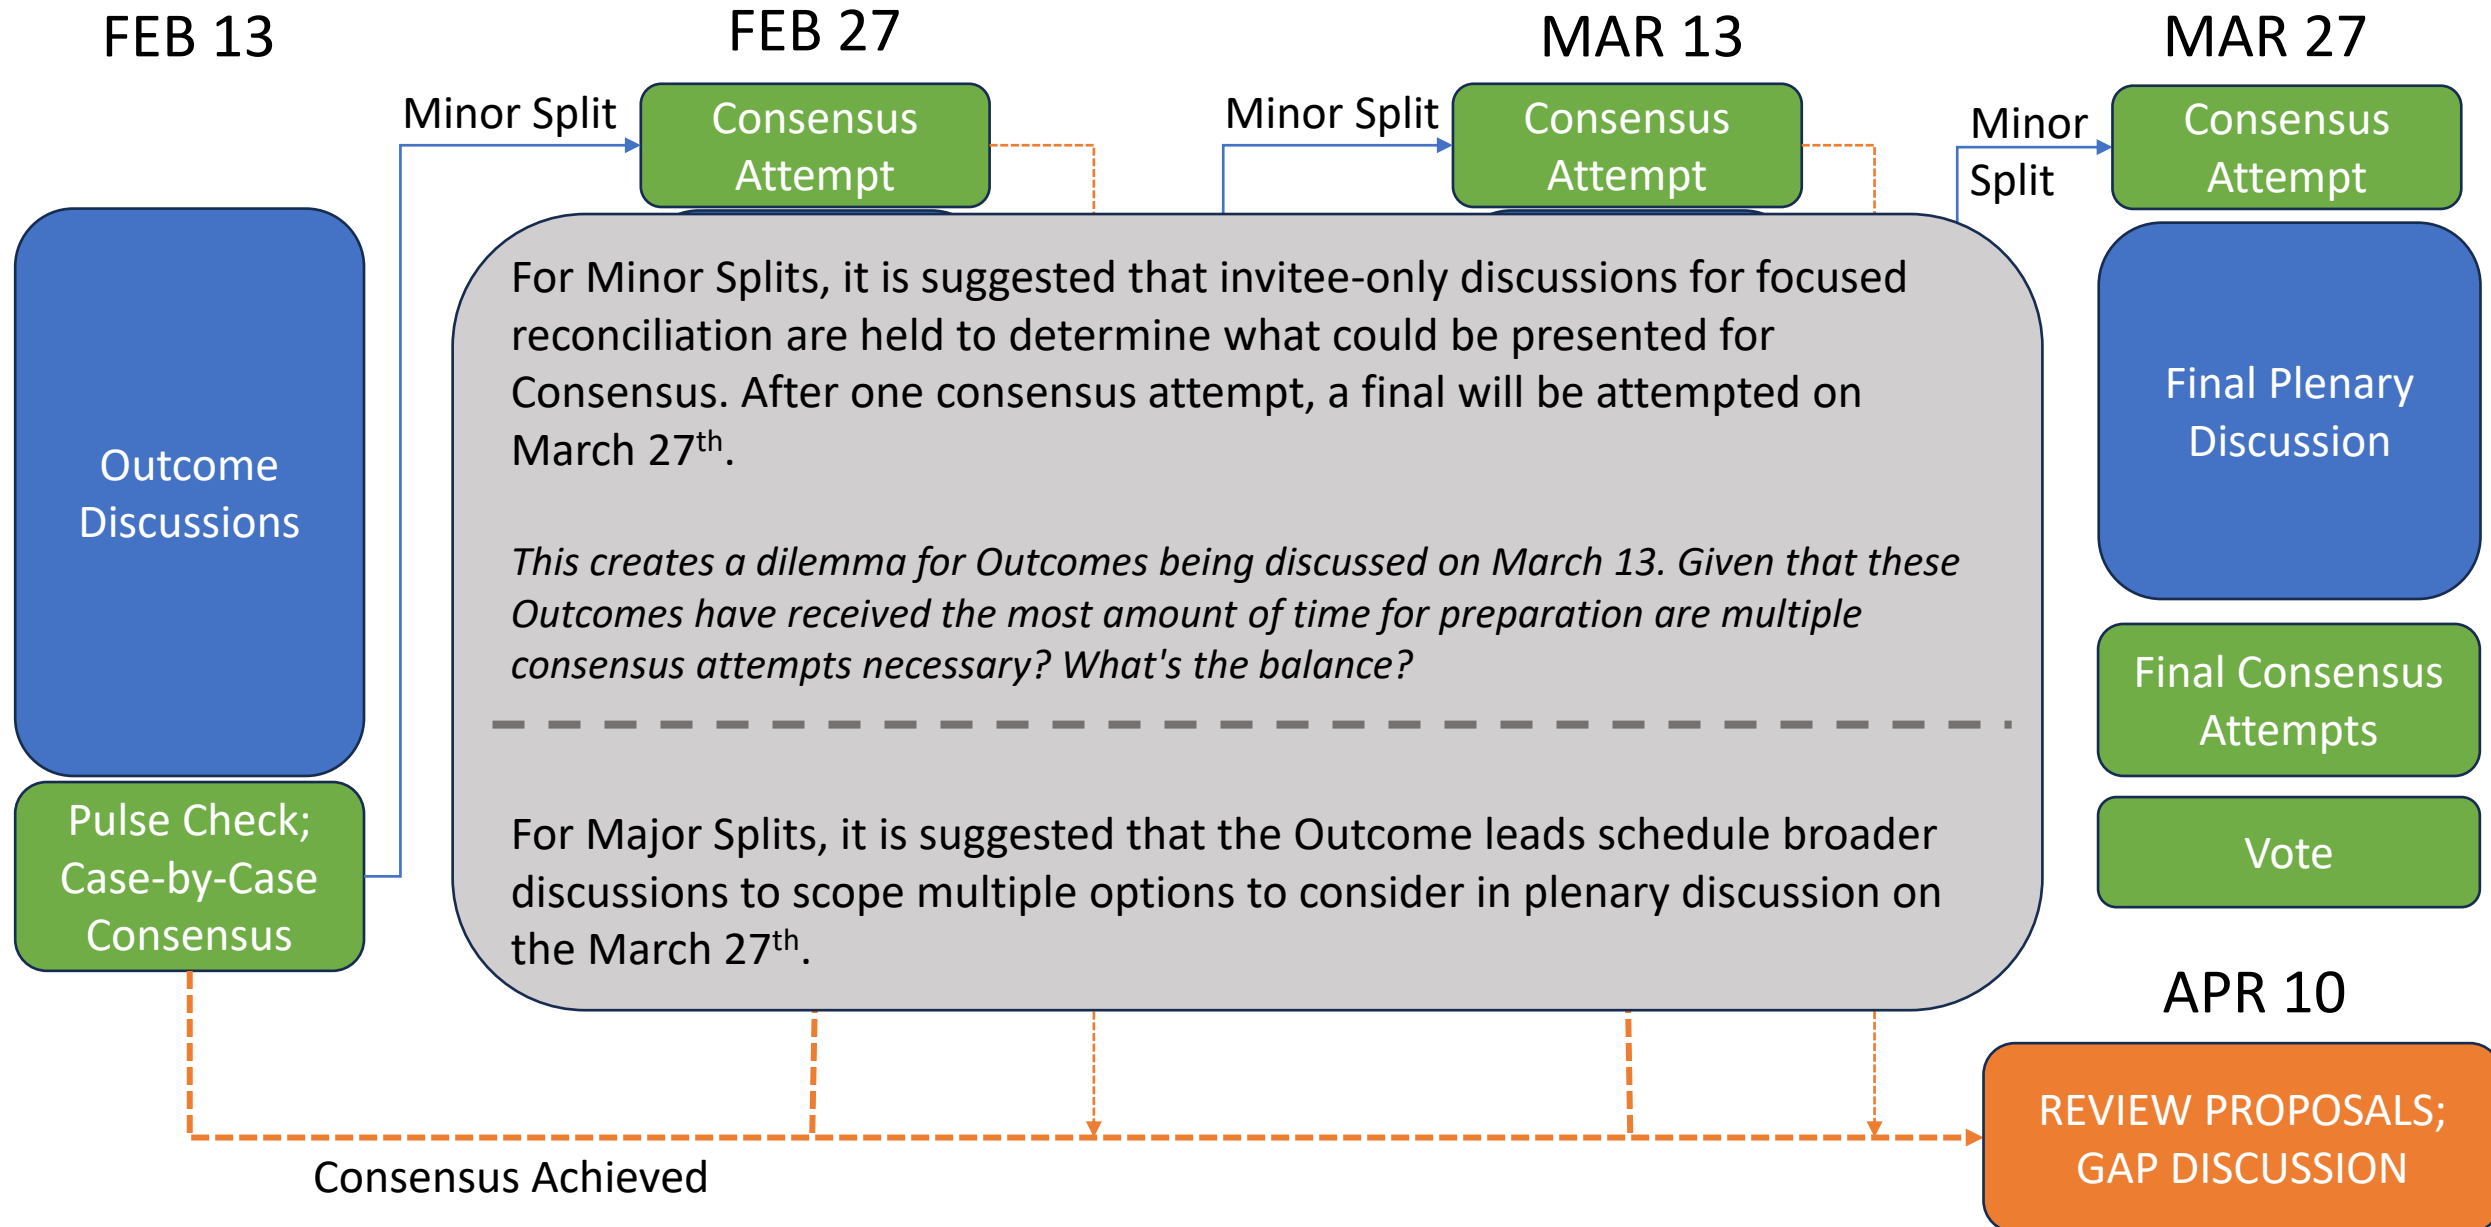 FEB 13
FEB 27
MAR 13
MAR 27
Minor Split
Consensus
Attempt
Minor Split
Consensus
Attempt
Minor
Split
Consensus
Attempt
Outcome
Discussions
Pulse Check;
Case-by-Case
Consensus
For Minor Splits, it is suggested that invitee-only discussions for focused
reconciliation are held to determine what could be presented for
Consensus. After one consensus attempt, a final will be attempted on
March 27th.
This creates a dilemma for Outcomes being discussed on March 13. Given that these
Outcomes have received the most amount of time for preparation are multiple
consensus attempts necessary? What's the balance?
For Major Splits, it is suggested that the Outcome leads schedule broader
discussions to scope multiple options to consider in plenary discussion on
the March 27th.
Final Plenary
Discussion
Final Consensus
Attempts
Vote
APR 10
REVIEW PROPOSALS;
GAP DISCUSSION
Consensus Achieved